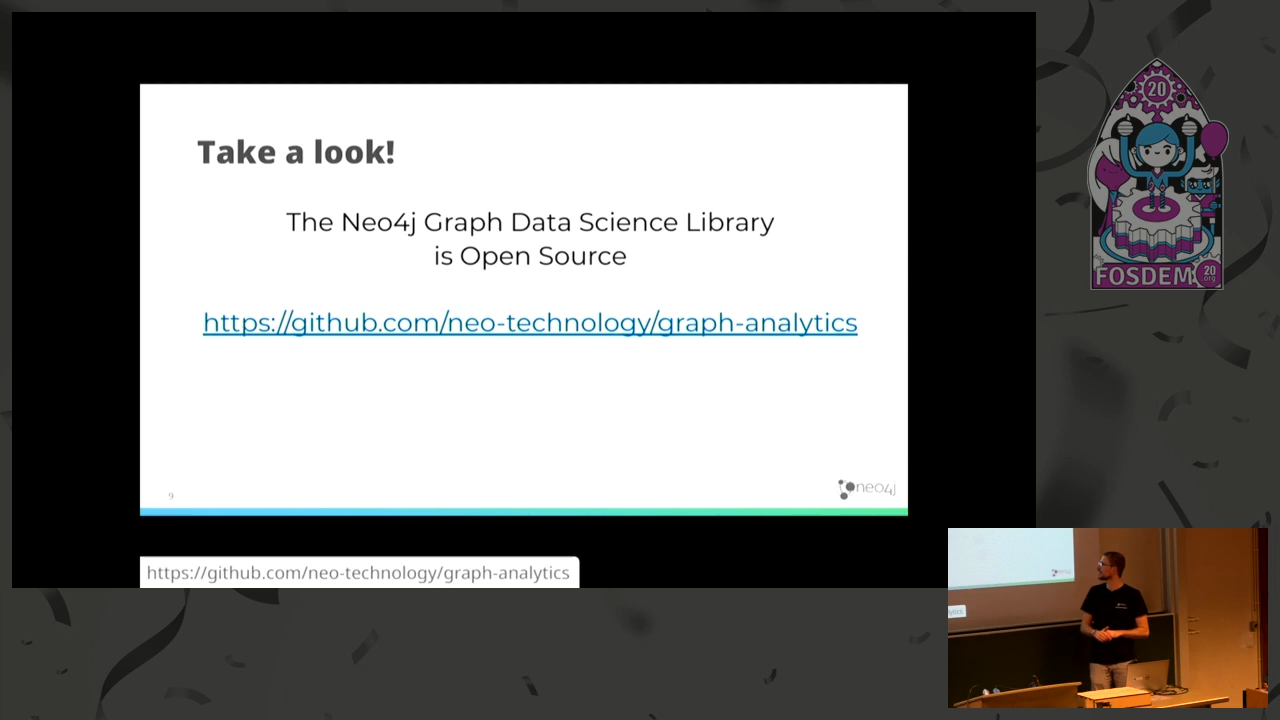 Take a look!
The Neo4j Graph Data Science Library
is Open Source
https://github.com/neo-technology/graph-analytics
9
neo4j
https://github.com/neo-technology/graph-analytics
20
FOSDEM
20
.org